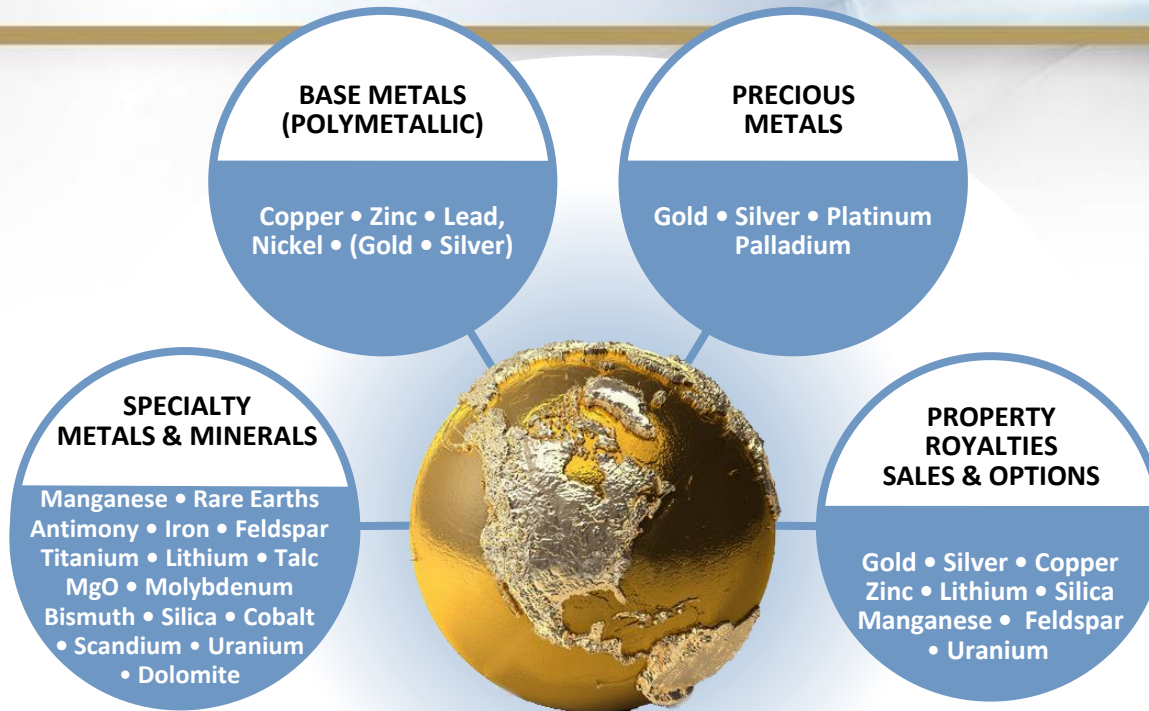 BASE METALS
(POLYMETALLIC)
Copper • Zinc • Lead,
Nickel • (Gold • Silver)
PRECIOUS
METALS
Gold • Silver • Platinum
Palladium
SPECIALTY
METALS & MINERALS
Manganese • Rare Earths
Antimony • Iron • Feldspar
Titanium • Lithium • Talc
MgO • Molybdenum
Bismuth • Silica • Cobalt
• Scandium • Uranium
• Dolomite
PROPERTY
ROYALTIES
SALES & OPTIONS
Gold • Silver • Copper
Zinc • Lithium • Silica
Manganese • Feldspar
• Uranium